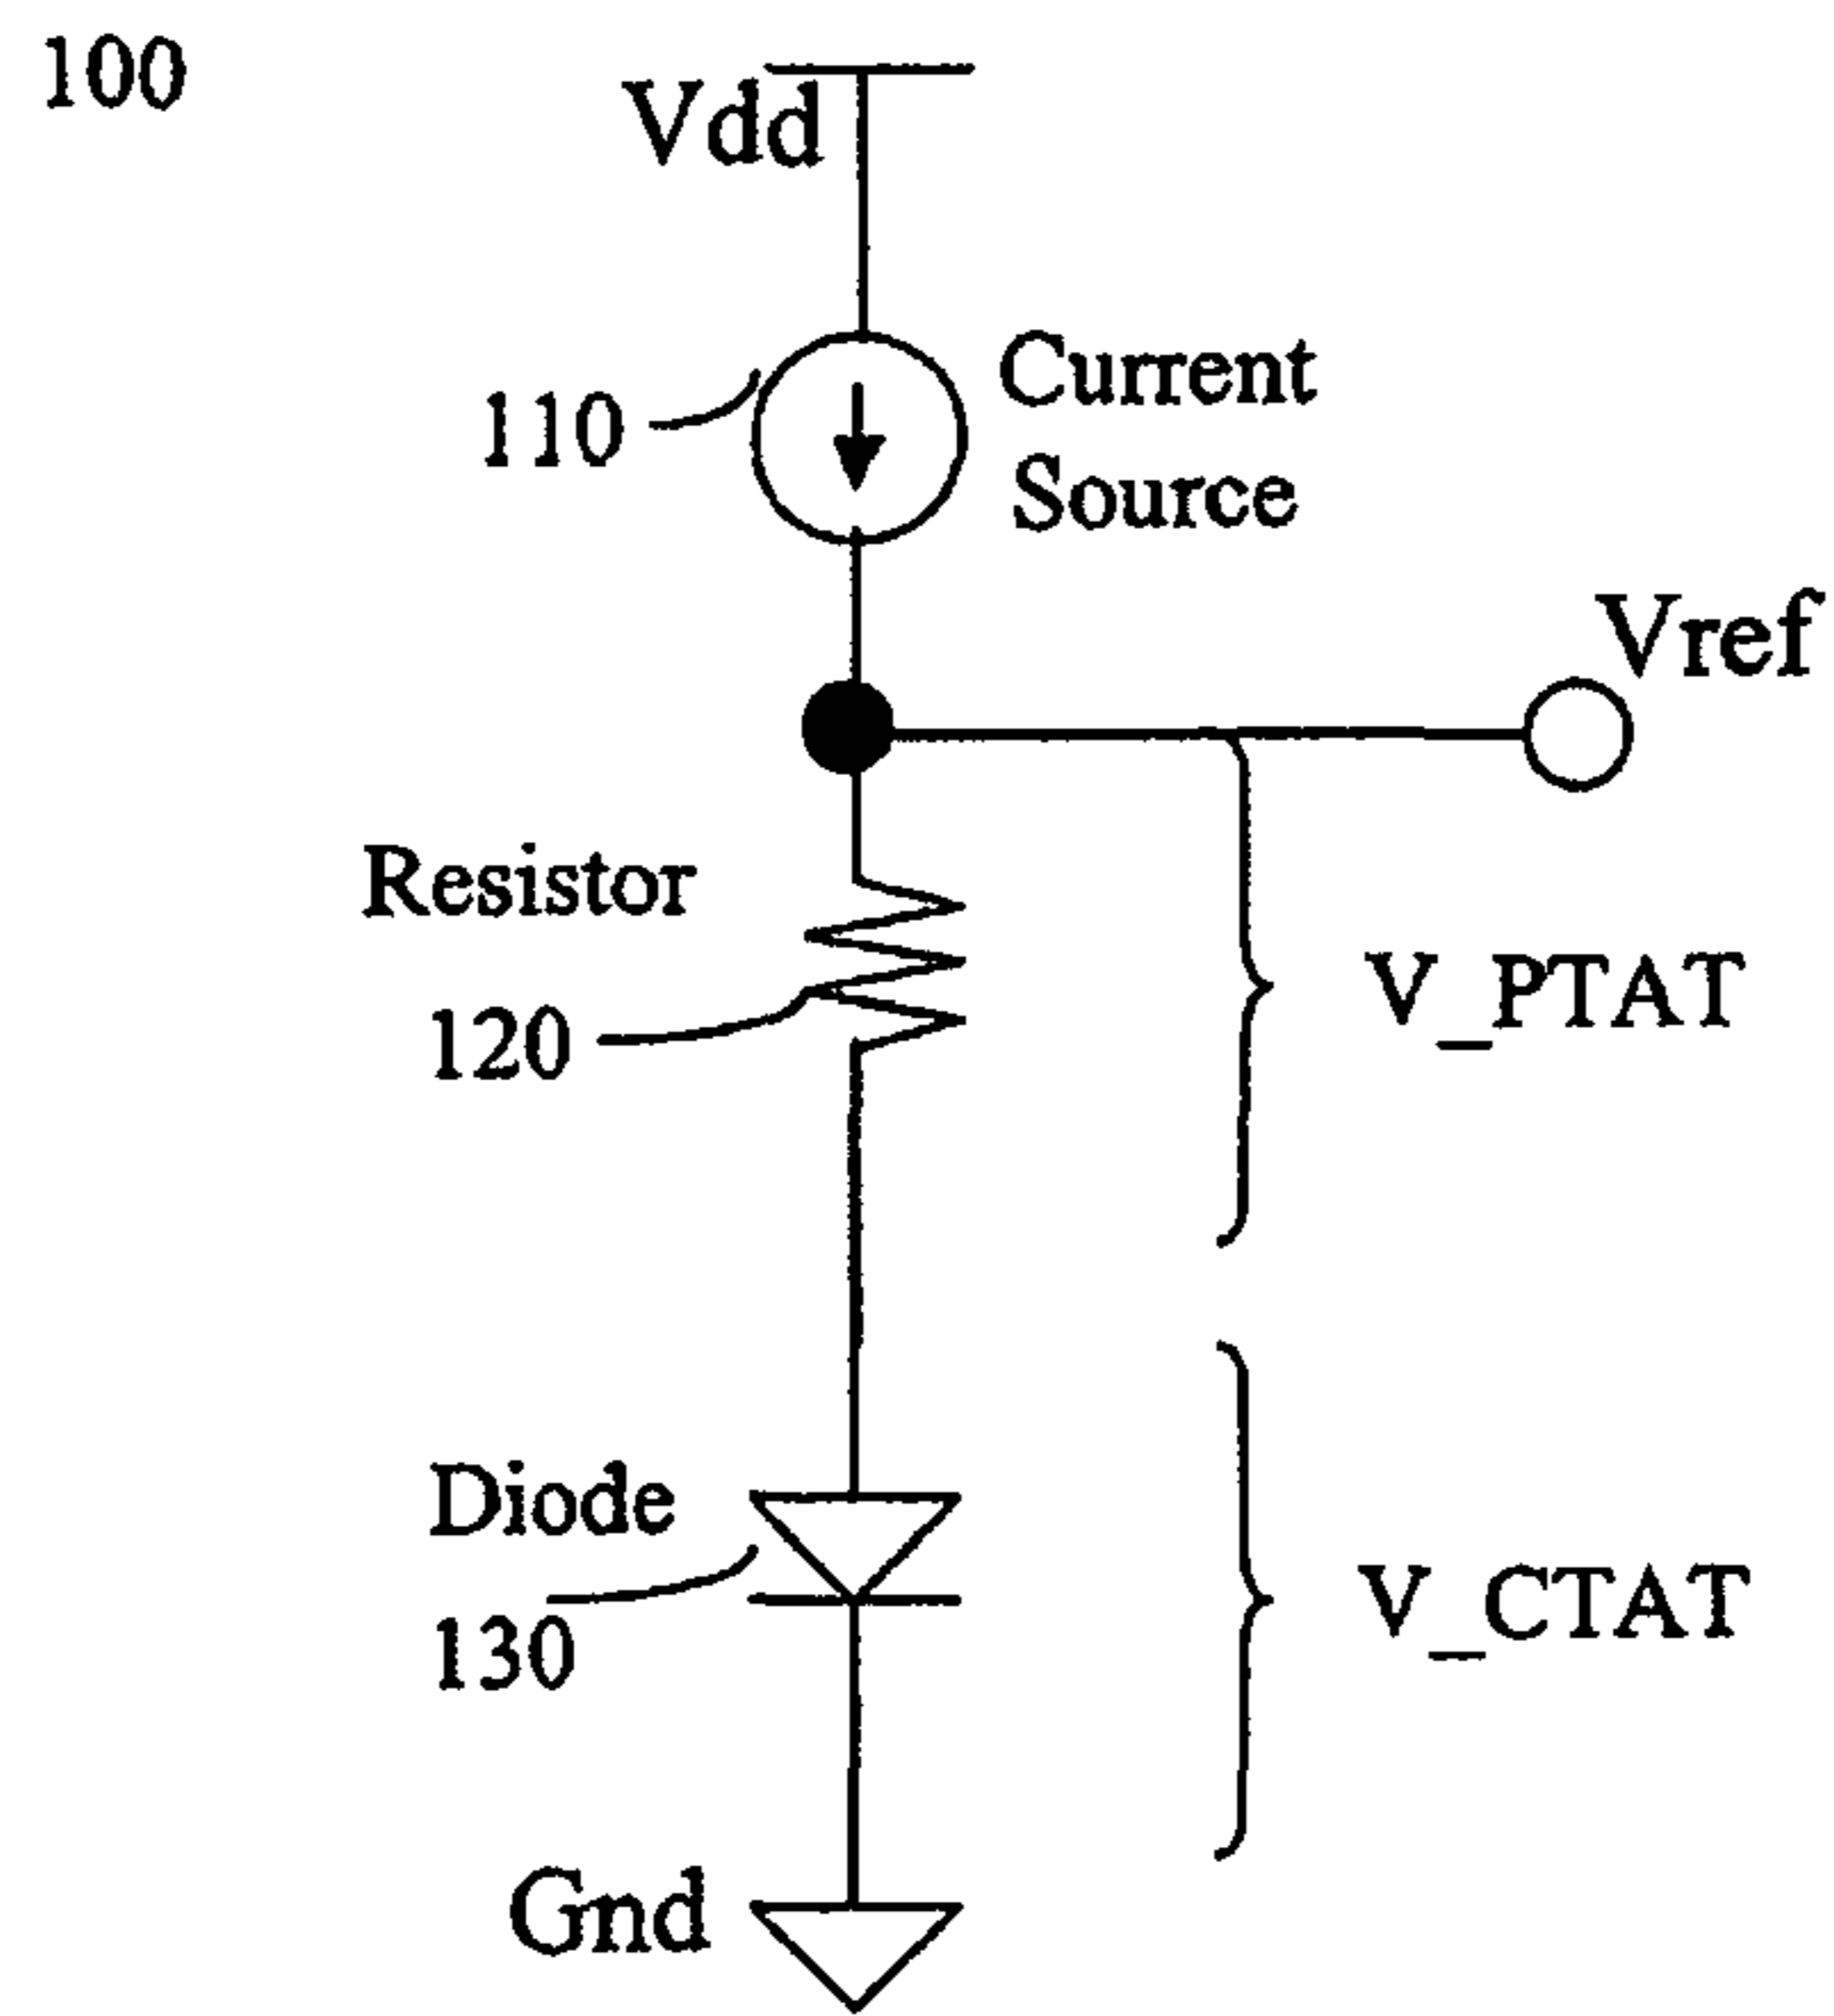 100
Vdd
110
Current
Source
Vref
Resistor
120
V_PTAT
Diode
130
V_CTAT
Gnd